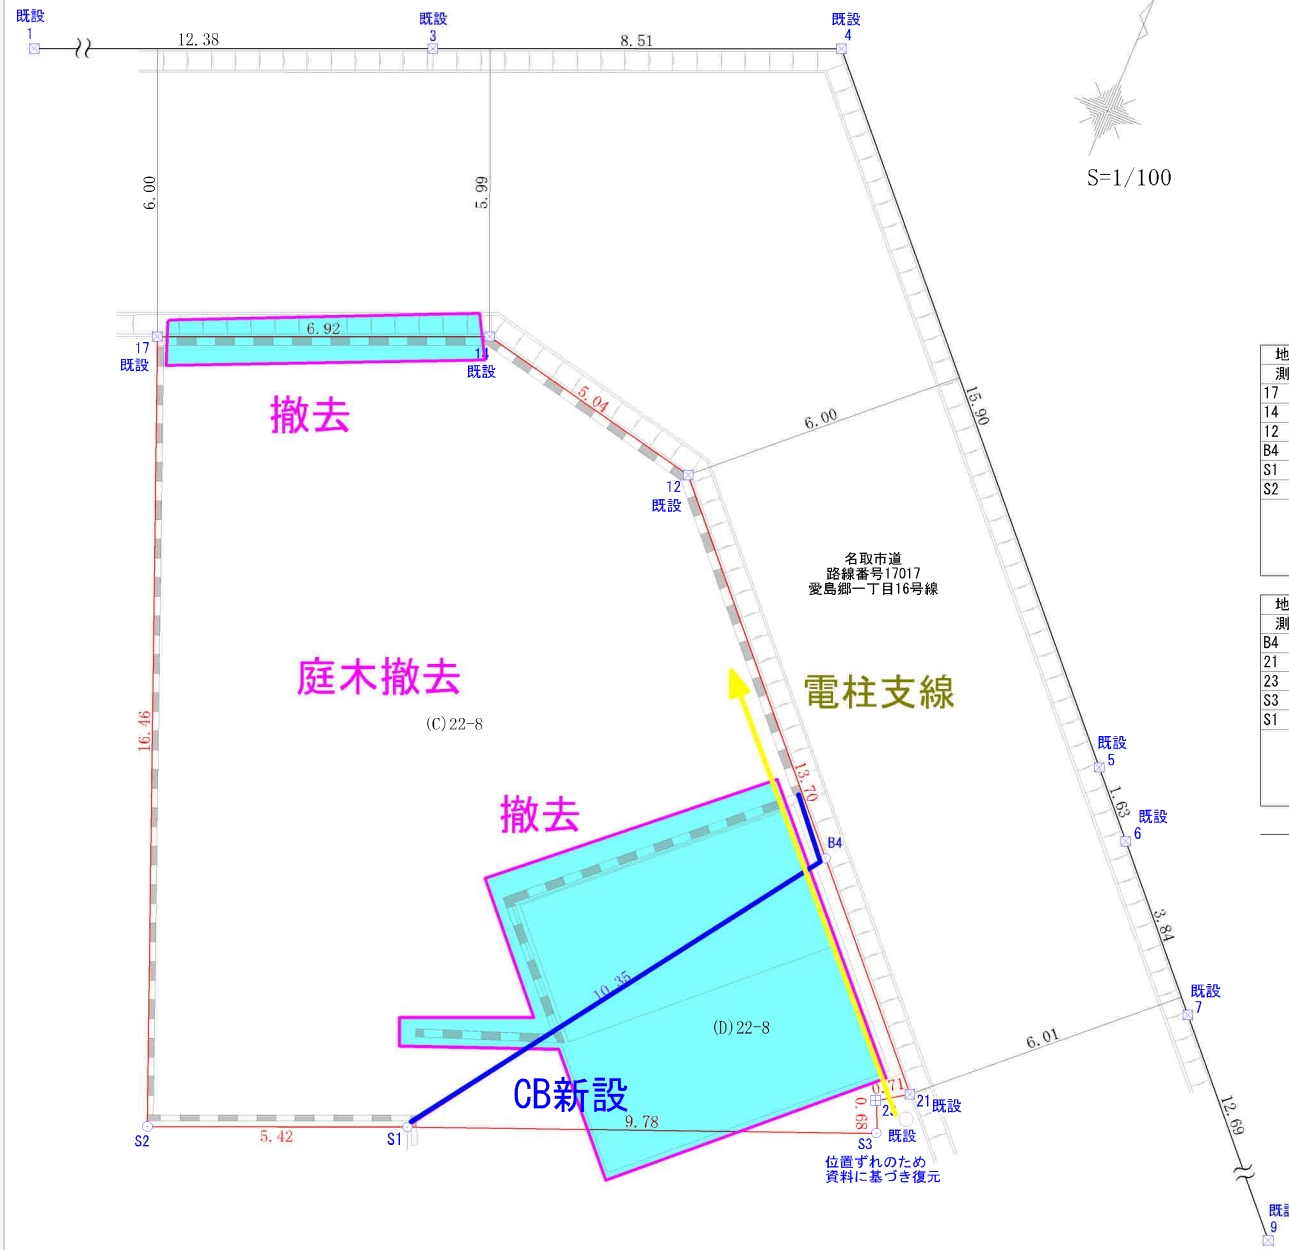 既設
1
12.38
既設
3
8.51
既設
4
S=1/100
6.00
5.99
17
既設
6.92
14
既設
撤去
5.04
12
既設
6.00
15.90
名取市道
路線番号17017
愛島郷一丁目16号線
庭木撤去
(C)22-8
16.46
電柱支線
撤去
13.70
B4
既設
5
1.63
既設
6
3.84
既設
7
10.35
(D)22-8
6.01
CB新設
0.71
21
既設
0.68
既設
S2
5.42
S1
9.78
S3
位置ずれのため
資料に基づき復元
12.69
9
17
14
12
B4
S1
S2
B4
21
23
S3
S1